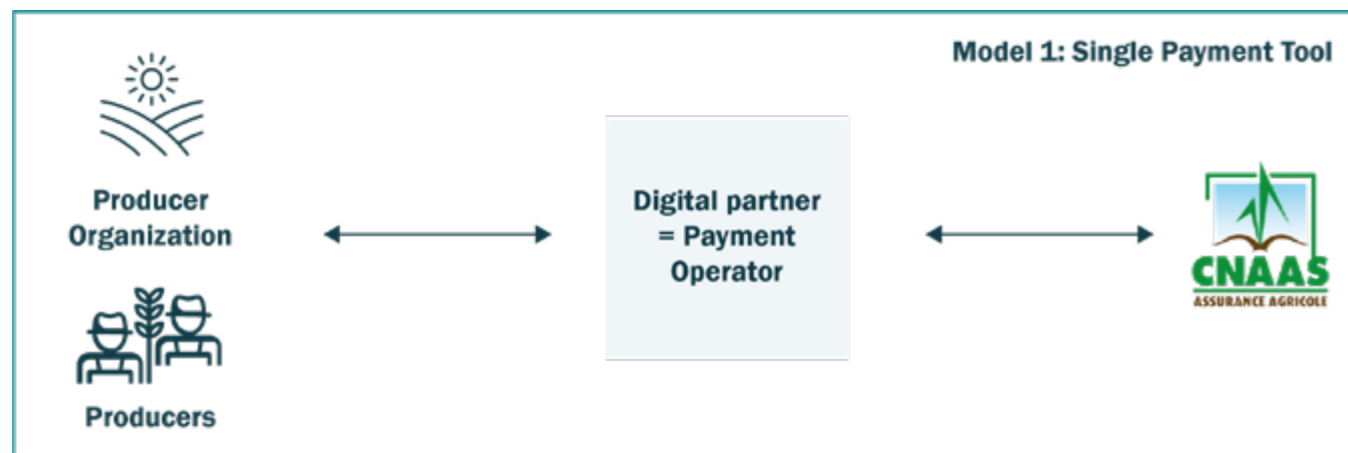 Model 1: Single Payment Tool
Producer
Organization
Producers
Digital partner
= Payment
Operator
CNAAS
ASSURANCE AGRICOLE